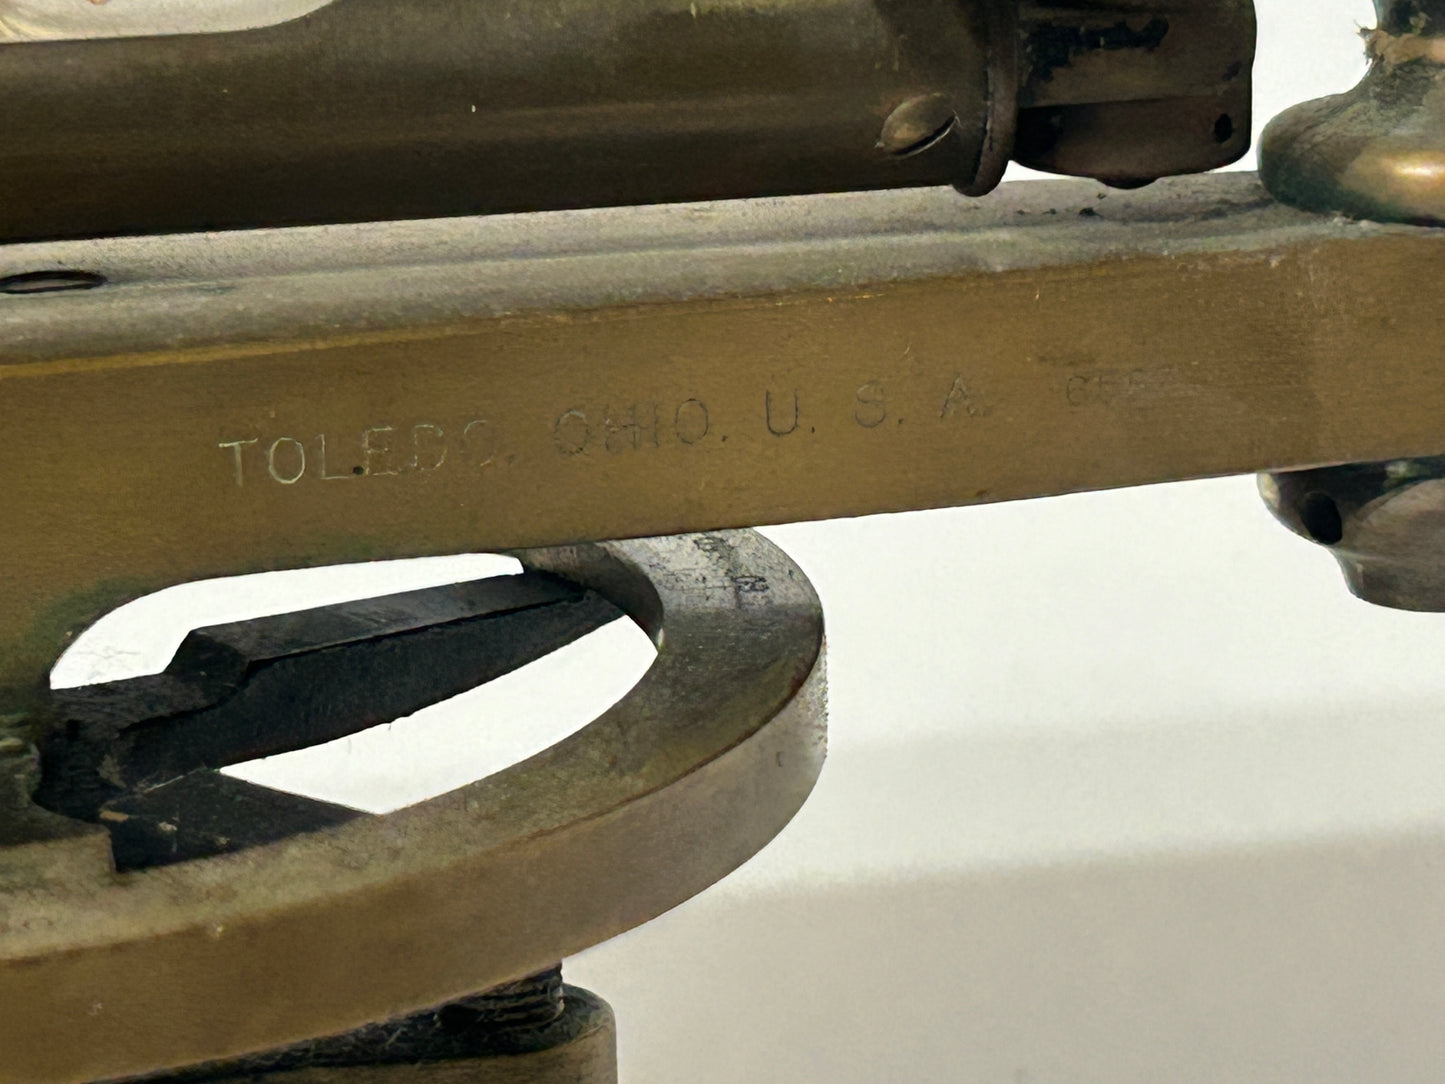 TOLEDO, OHIO. U. S. A.